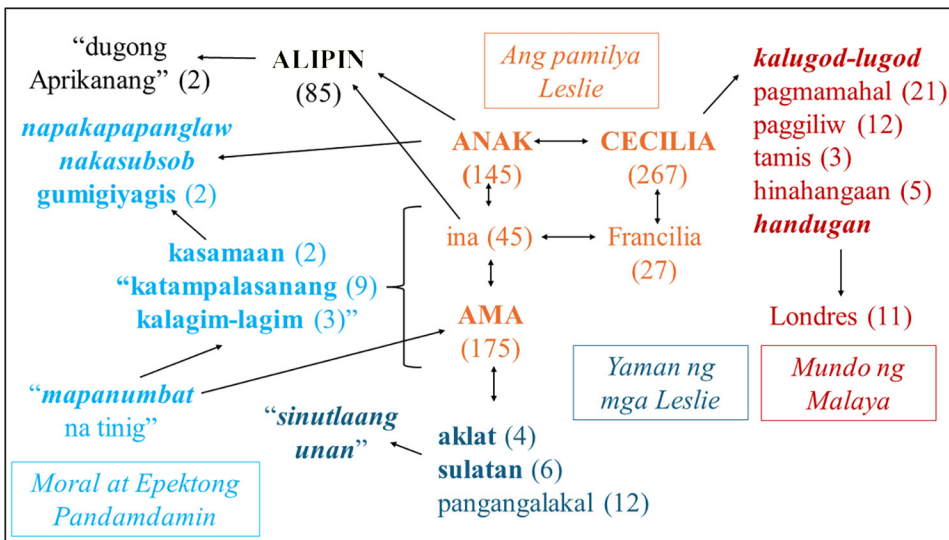 “dugong
Aprikanang” (2)
ALIPIN
(85)
Ang pamilya
Leslie
kalugod-lugod
pagmamahal (21)
paggiliw (12)
tamis (3)
hinahangaan (5)
handugan
napakapapanglaw
nakasubsob
gumigiyagis (2)
ANAK
(145)
CECILIA
(267)
kasamaan (2)
“katampalasanang (9)
kalagim-lagim (3)”
ina (45)
Francilia
(27)
AMA
(175)
Londres (11)
“mapanumbat
na tinig”
“sinutlaang
unan”
aklat (4)
sulatan (6)
pangangalakal (12)
Yaman ng
mga Leslie
Mundo ng
Malaya
Moral at Epektong
Pandamdamin